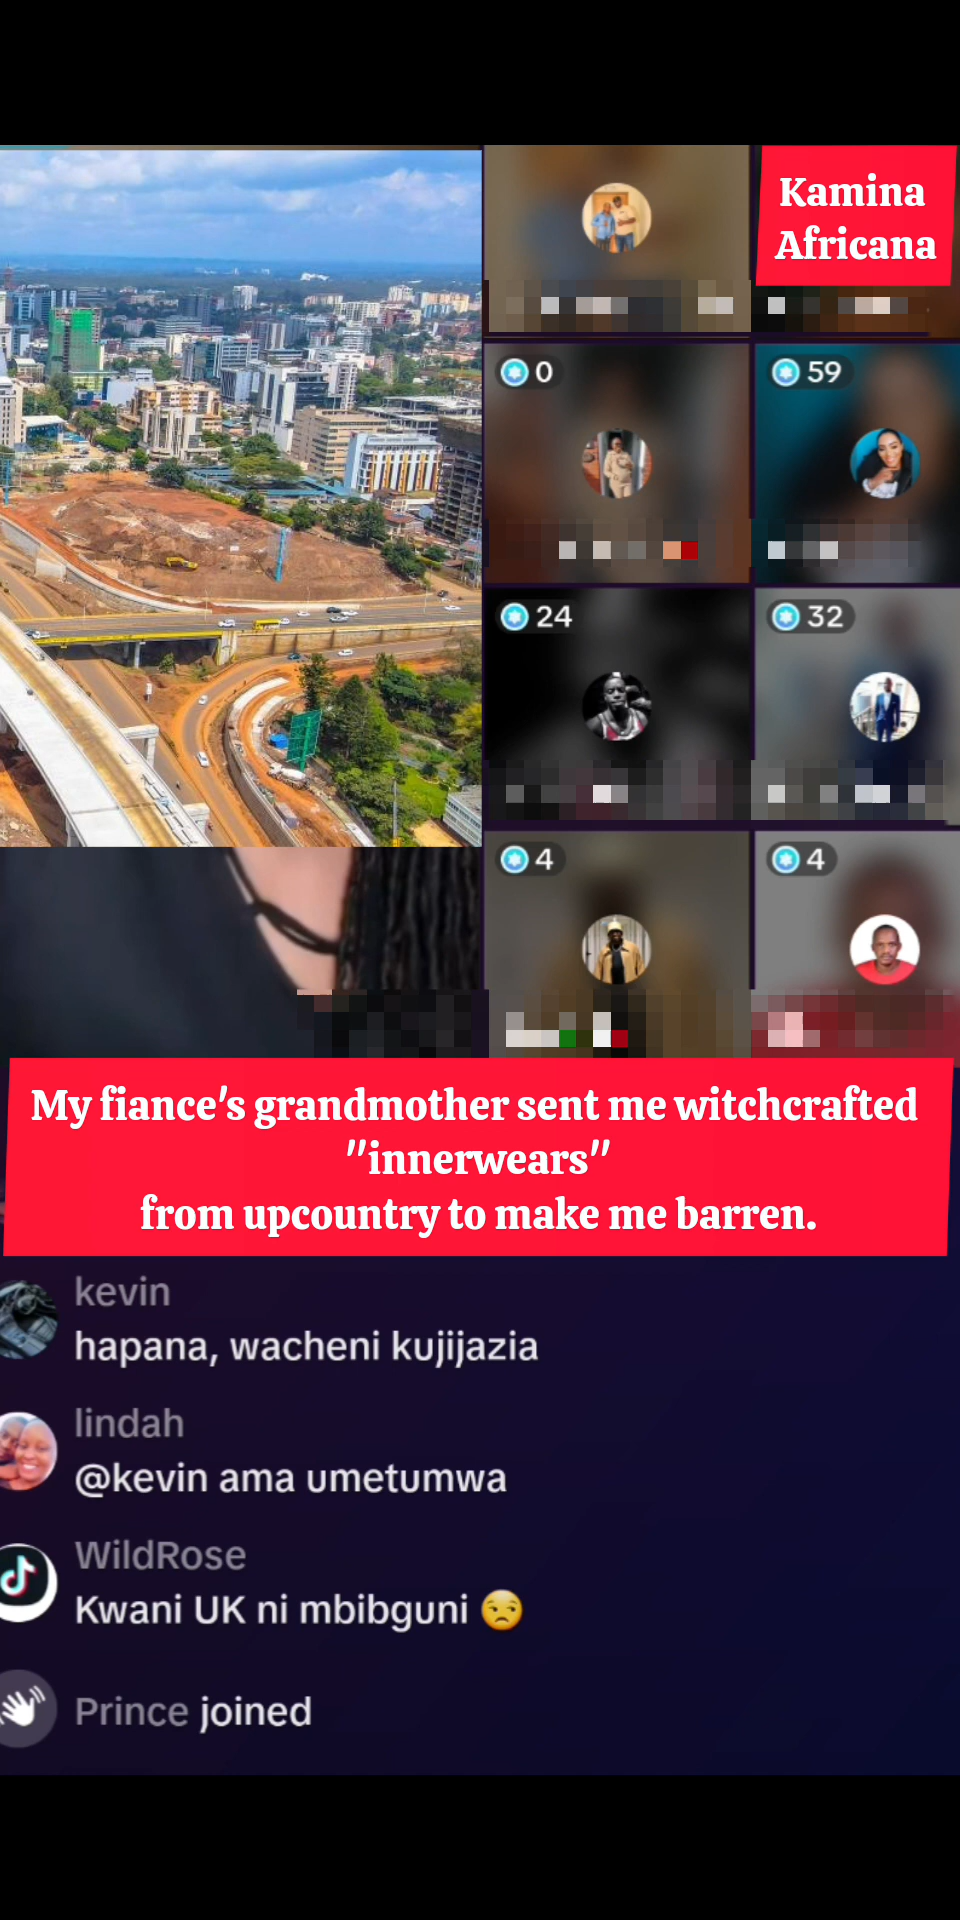 Kamina
Africana
0
59
24
32
4
4
My fiance's grandmother sent me witchcrafted
"innerwears"
from upcountry to make me barren.
kevin
hapana, wacheni kujijazia
lindah
@kevin ama umetumwa
WildRose
Kwani UK ni mbibguni 😒
Prince joined